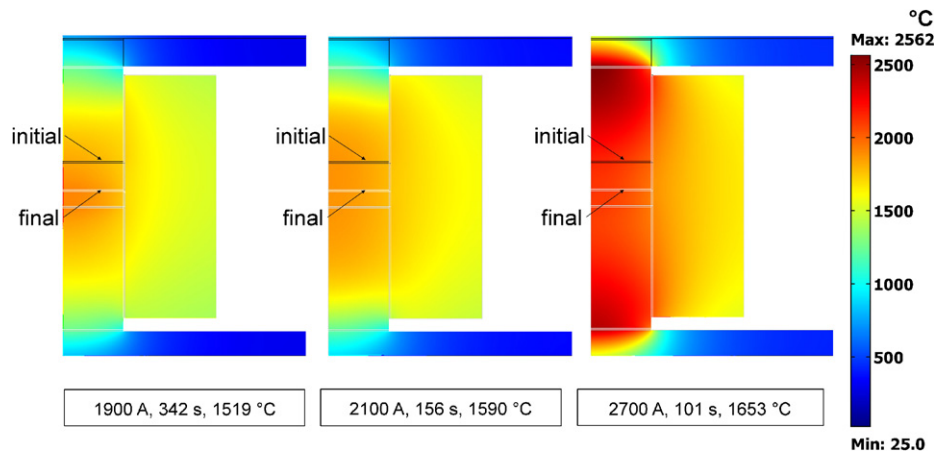 °C
Max: 2562
2500
2000
1500
1000
500
Min: 25.0
initial
final
initial
final
initial
final
1900 A, 342 s, 1519 °C
2100 A, 156 s, 1590 °C
2700 A, 101 s, 1653 °C